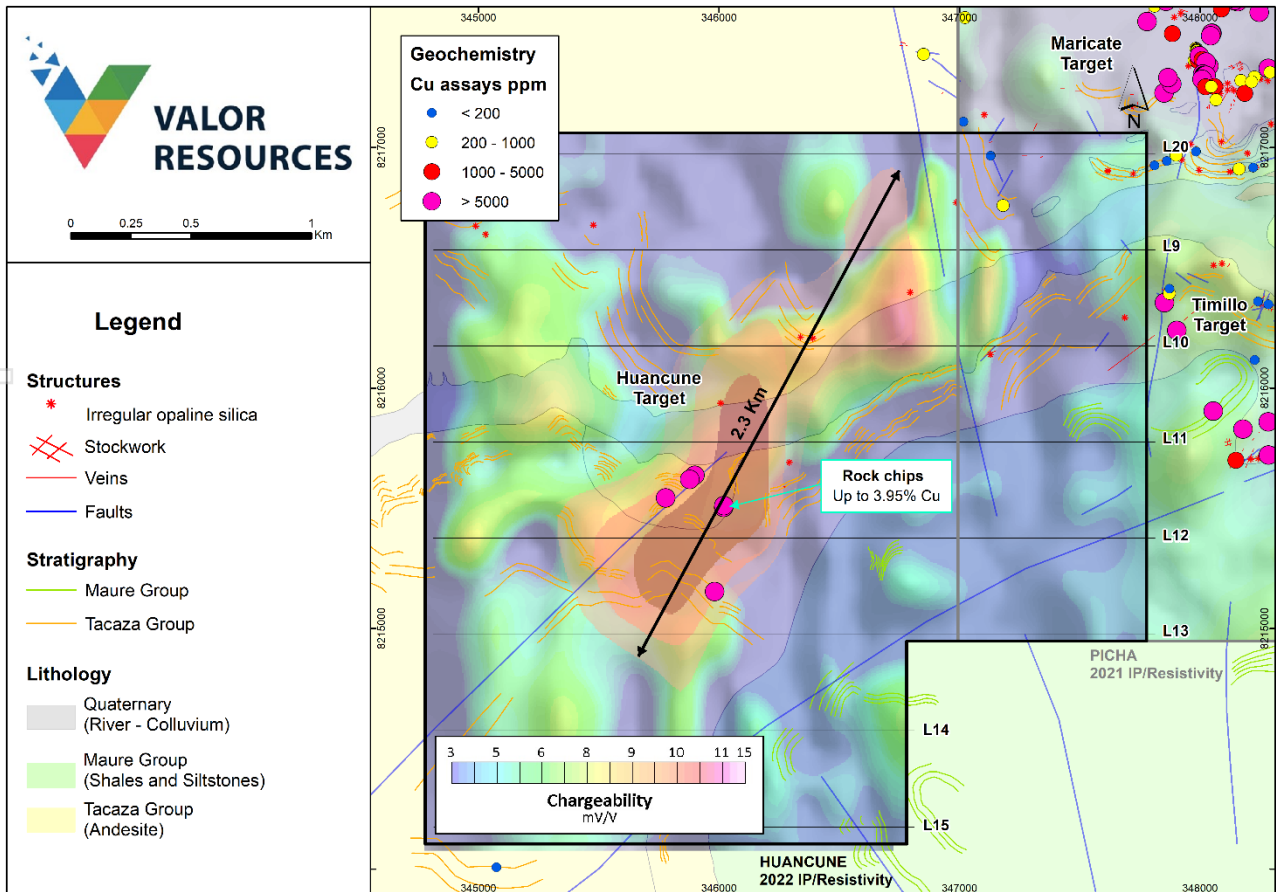 VALOR
RESOURCES
0 0.25 0.5 1
Km
Legend
Structures
Irregular opaline silica
Stockwork
Veins
Faults
Stratigraphy
Maure Group
Tacaza Group
Lithology
Quaternary
(River - Colluvium)
Maure Group
(Shales and Siltstones)
Tacaza Group
(Andesite)
345000 346000 347000 348000
Geochemistry
Cu assays ppm
< 200
200 - 1000
1000 - 5000
> 5000
Maricate
Target
N
8217000 8217000
L20
L9
Timillo
Target
L10
Huancune
Target
8216000 8216000
2.3 Km
L11
Rock chips
Up to 3.95% Cu
L12
8215000 8215000
L13
PICHA
2021 IP/Resistivity
L14
3 5 6 8 9 10 11 15
Chargeability
mV/V
L15
HUANCUNE
2022 IP/Resistivity
345000 346000 347000 348000